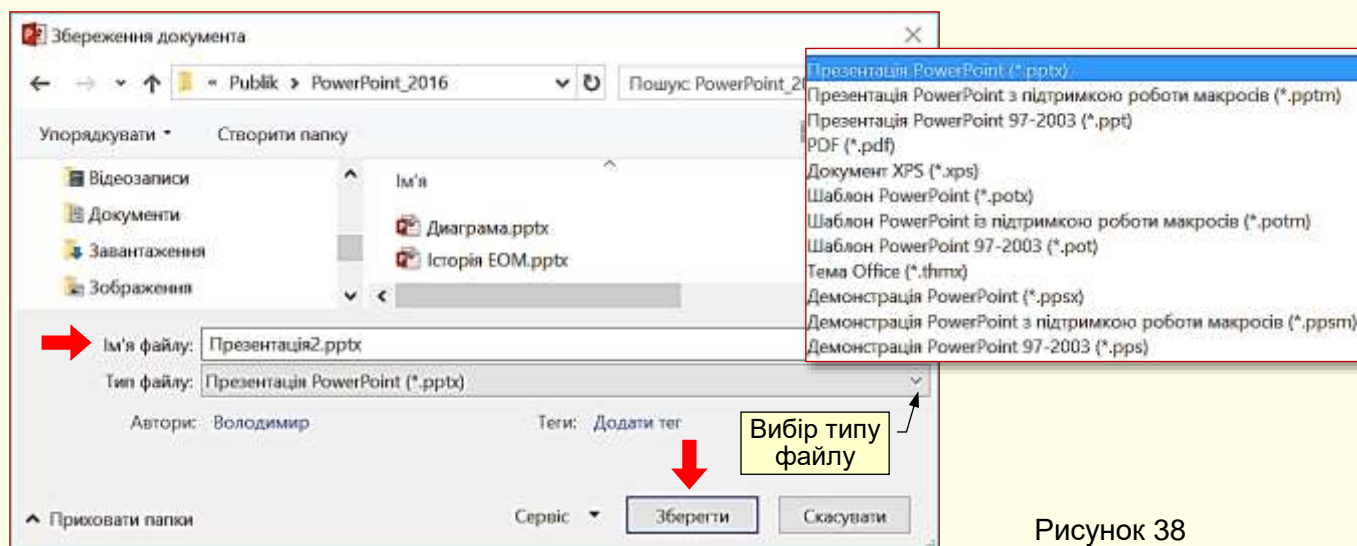 Збереження документа
« Publik > PowerPoint_2016
Пошук: PowerPoint_2
Упорядкувати
Створити папку
Відеозаписи
Документи
Завантаження
Зображення
Ім'я
Диаграма.pptx
Історія ЕОМ.pptx
Ім'я файлу: Презентація2.pptx
Тип файлу: Презентація PowerPoint (*.pptx)
Автори: Володимир
Теги: Додати тег
Приховати папки
Сервіс
Зберегти
Скасувати
Презентація PowerPoint (*.pptx)
Презентація PowerPoint з підтримкою роботи макросів (*.pptm)
Презентація PowerPoint 97-2003 (*.ppt)
PDF (*.pdf)
Документ XPS (*.xps)
Шаблон PowerPoint (*.potx)
Шаблон PowerPoint із підтримкою роботи макросів (*.potm)
Шаблон PowerPoint 97-2003 (*.pot)
Тема Office (*.thmx)
Демонстрація PowerPoint (*.ppsx)
Демонстрація PowerPoint з підтримкою роботи макросів (*.ppsm)
Демонстрація PowerPoint 97-2003 (*.pps)
Вибір типу
файлу
Рисунок 38